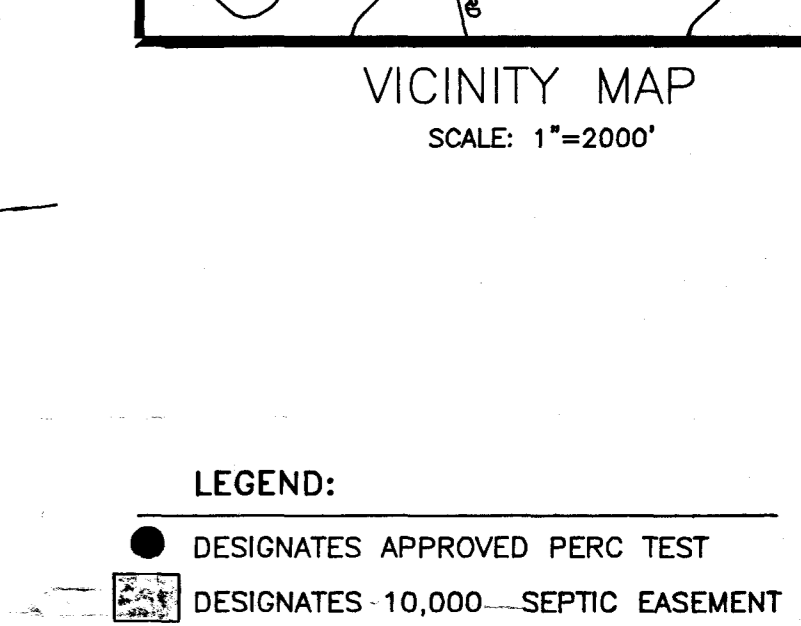 VICINITY MAP
SCALE: 1"=2000'
LEGEND:
DESIGNATES APPROVED PERC TEST
DESIGNATES 10,000 SEPTIC EASEMENT